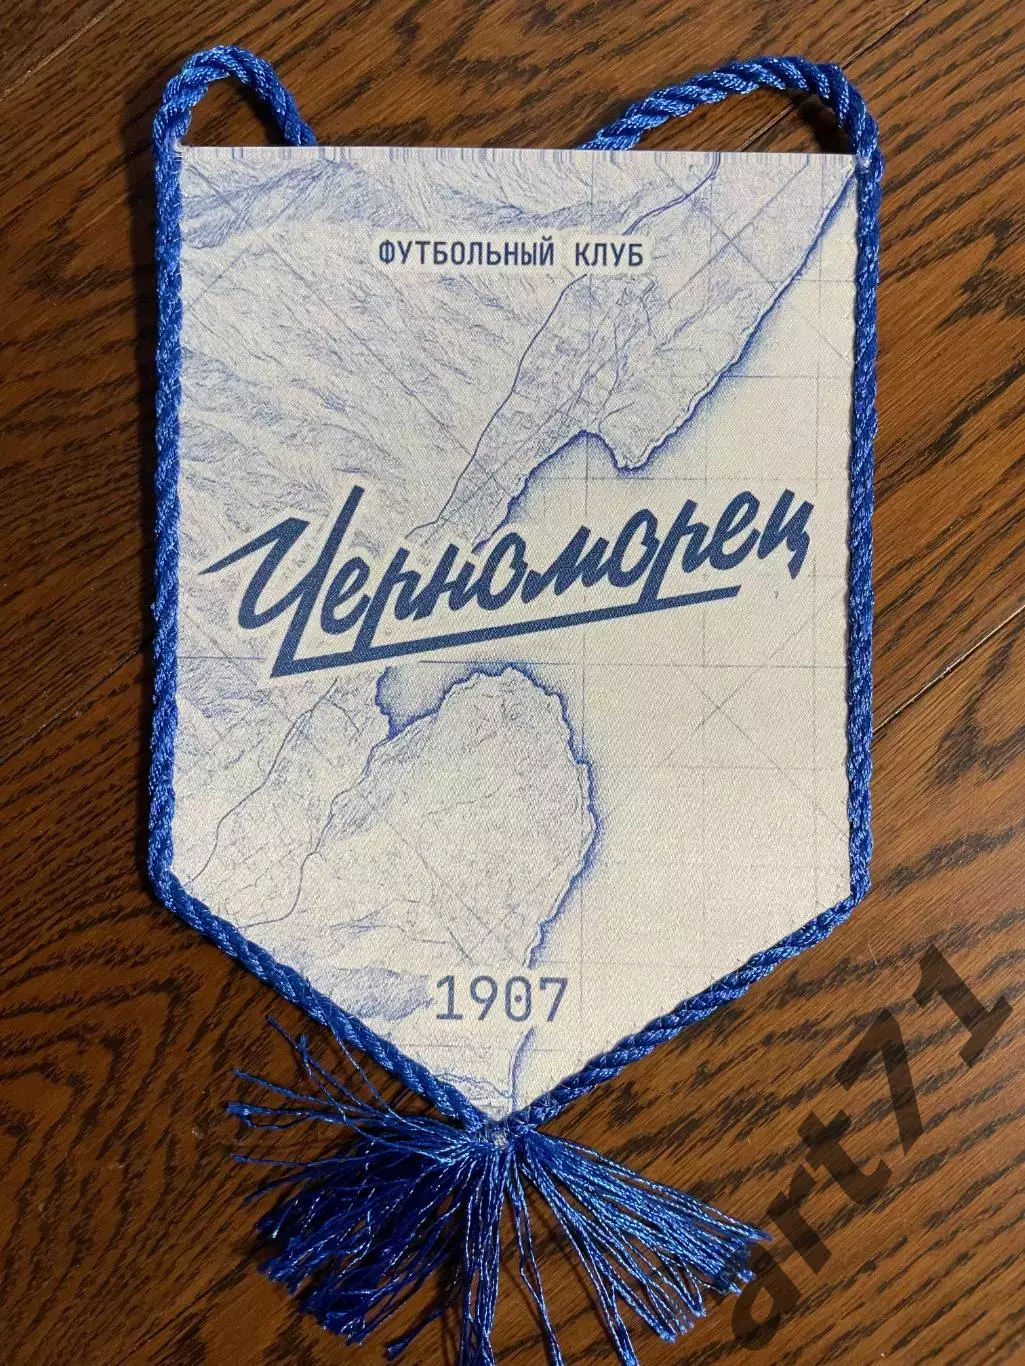 ФУТБОЛЬНЫЙ КЛУБ
Черноморец
1907
art71